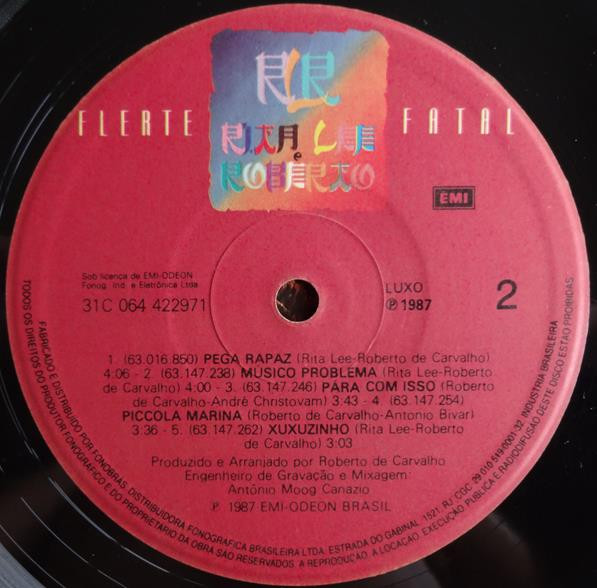 RLR
FLERTE FATAL
RITA LEE
e
ROBERTO
EMI
Sob licença de EMI-ODEON
Fonog. Ind. e Eletrônica Ltda
31C 064 422971
LUXO
℗ 1987
2
1. (63.016.850) PEGA RAPAZ (Rita Lee-Roberto de Carvalho)
4:06 - 2. (63.147.238) MÚSICO PROBLEMA (Rita Lee-Roberto
de Carvalho) 4:00 - 3. (63.147.246) PARA COM ISSO (Roberto
de Carvalho-André Christovam) 3:43 - 4. (63.147.254)
PICCOLA MARINA (Roberto de Carvalho-Antonio Bivar)
3:36 - 5. (63.147.262) XUXUZINHO (Rita Lee-Roberto
de Carvalho) 3:03
Produzido e Arranjado por Roberto de Carvalho
Engenheiro de Gravação e Mixagem:
Antônio Moog Canazio
℗ 1987 EMI-ODEON BRASIL
FABRICADO E DISTRIBUIDO POR FONOBRAS, DISTRIBUIDORA FONOGRÁFICA BRASILEIRA LTDA. ESTRADA DO GABINAL, 1521, RJ CGC 29.010.519/0001-32, INDÚSTRIA BRASILEIRA
TODOS OS DIREITOS DO PRODUTOR FONOGRÁFICO E DO PROPRIETÁRIO DA OBRA SÃO RESERVADOS. A REPRODUÇÃO, A LOCAÇÃO, EXECUÇÃO PÚBLICA E RADIODIFUSÃO DESTE DISCO ESTÃO PROIBIDAS